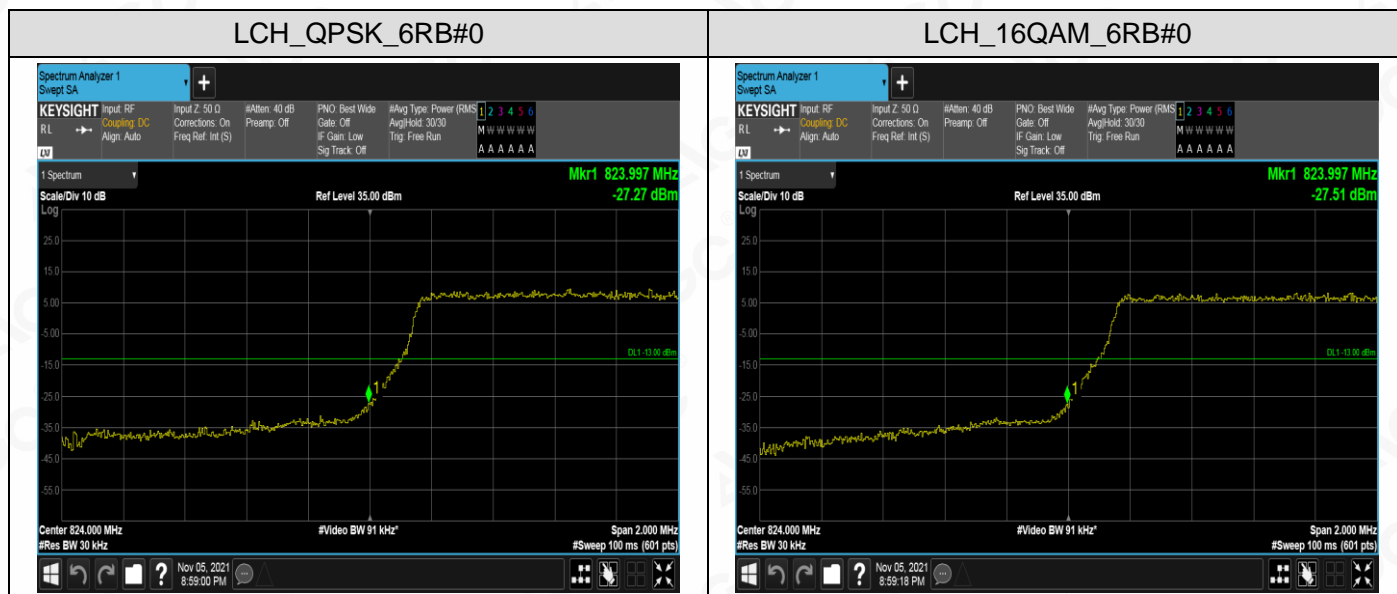 LCH_QPSK_6RB#0
Spectrum Analyzer 1
Swept SA
KEYSIGHT
RL
LXI
Input: RF
Coupling: DC
Align: Auto
Input Z: 50 Ω
Corrections: On
Freq Ref: Int (S)
#Atten: 40 dB
Preamp: Off
PNO: Best Wide
Gate: Off
IF Gain: Low
Sig Track: Off
#Avg Type: Power (RMS
Avg|Hold: 30/30
Trig: Free Run
1 2 3 4 5 6
M W W W W W
A A A A A A
1 Spectrum
Scale/Div 10 dB
Log
Ref Level 35.00 dBm
Mkr1 823.997 MHz
-27.27 dBm
25.0
15.0
5.00
-5.00
-15.0
-25.0
-35.0
-45.0
-55.0
DL1 -13.00 dBm
1
Center 824.000 MHz
#Res BW 30 kHz
#Video BW 91 kHz*
Span 2.000 MHz
#Sweep 100 ms (601 pts)
?
Nov 05, 2021
8:59:00 PM
LCH_16QAM_6RB#0
Spectrum Analyzer 1
Swept SA
KEYSIGHT
RL
LXI
Input: RF
Coupling: DC
Align: Auto
Input Z: 50 Ω
Corrections: On
Freq Ref: Int (S)
#Atten: 40 dB
Preamp: Off
PNO: Best Wide
Gate: Off
IF Gain: Low
Sig Track: Off
#Avg Type: Power (RMS
Avg|Hold: 30/30
Trig: Free Run
1 2 3 4 5 6
M W W W W W
A A A A A A
1 Spectrum
Scale/Div 10 dB
Log
Ref Level 35.00 dBm
Mkr1 823.997 MHz
-27.51 dBm
25.0
15.0
5.00
-5.00
-15.0
-25.0
-35.0
-45.0
-55.0
DL1 -13.00 dBm
1
Center 824.000 MHz
#Res BW 30 kHz
#Video BW 91 kHz*
Span 2.000 MHz
#Sweep 100 ms (601 pts)
?
Nov 05, 2021
8:59:18 PM